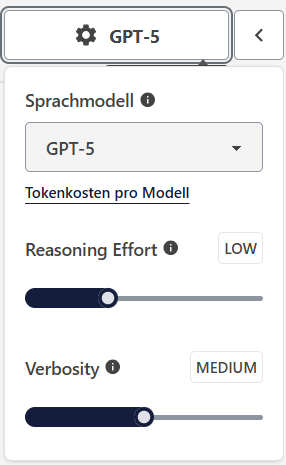 GPT-5
Sprachmodell
GPT-5
Tokenkosten pro Modell
Reasoning Effort LOW
Verbosity MEDIUM